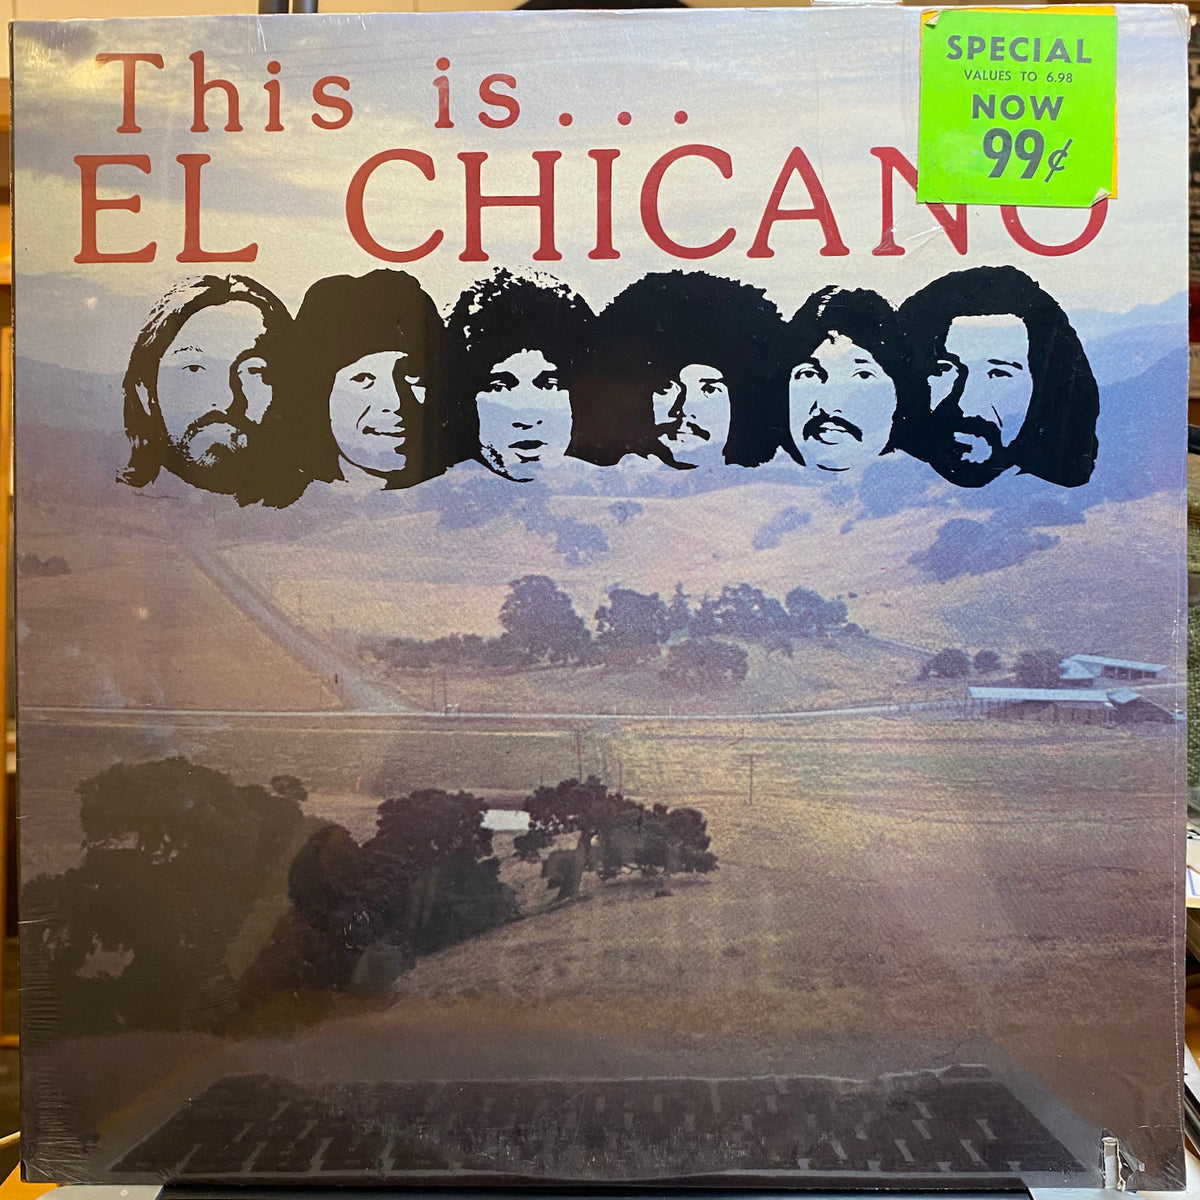 This is...
EL CHICANO
SPECIAL
VALUES TO 6.98
NOW
99¢